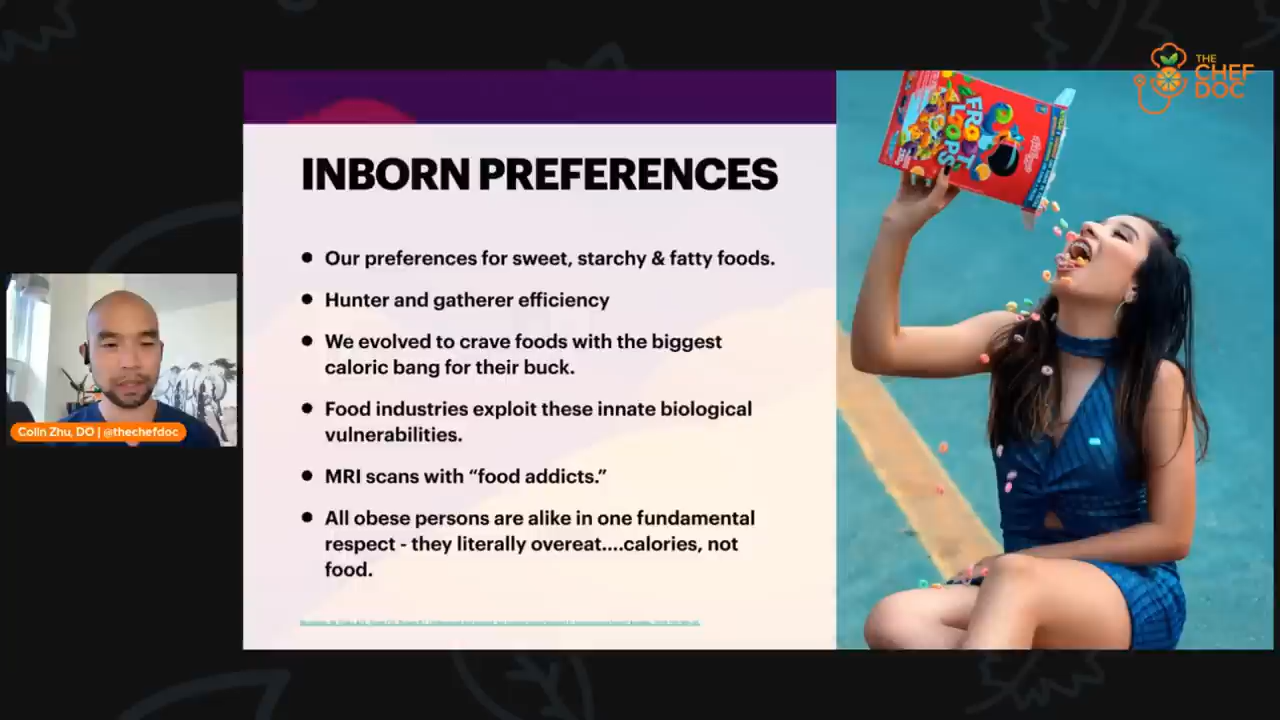 THE
CHEF
DOC
FROOT
LOOPS
Kellogg's
INBORN PREFERENCES
● Our preferences for sweet, starchy & fatty foods.
● Hunter and gatherer efficiency
● We evolved to crave foods with the biggest
caloric bang for their buck.
● Food industries exploit these innate biological
vulnerabilities.
● MRI scans with “food addicts.”
● All obese persons are alike in one fundamental
respect - they literally overeat....calories, not
food.
Colin Zhu, DO | @thechefdoc